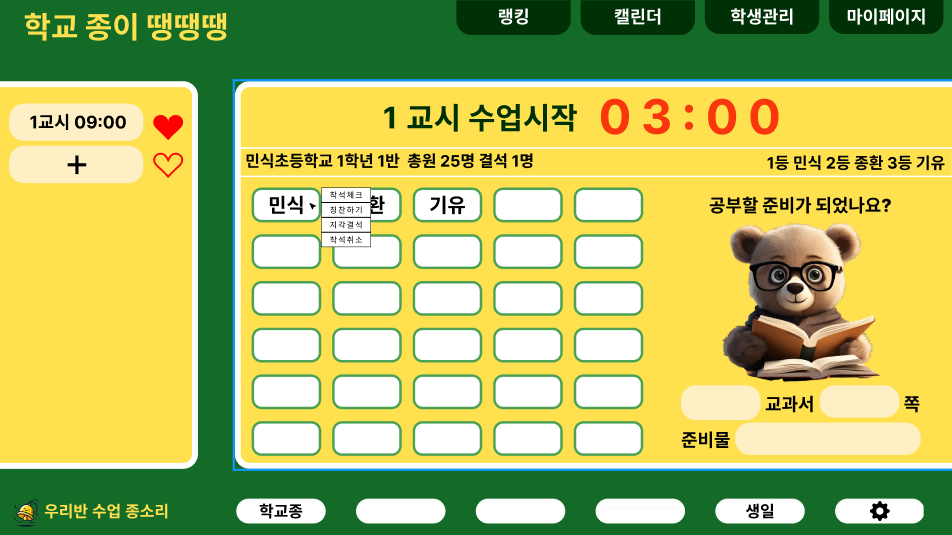 학교 종이 땡땡땡
랭킹
캘린더
학생관리
마이페이지
1교시 09:00
+
1 교시 수업시작 03:00
민식초등학교 1학년 1반 총원 25명 결석 1명
1등 민식 2등 종환 3등 기유
민식
환
기유
착석체크
칭찬하기
지각결석
착석취소
공부할 준비가 되었나요?
교과서 쪽
준비물
우리반 수업 종소리
학교종
생일